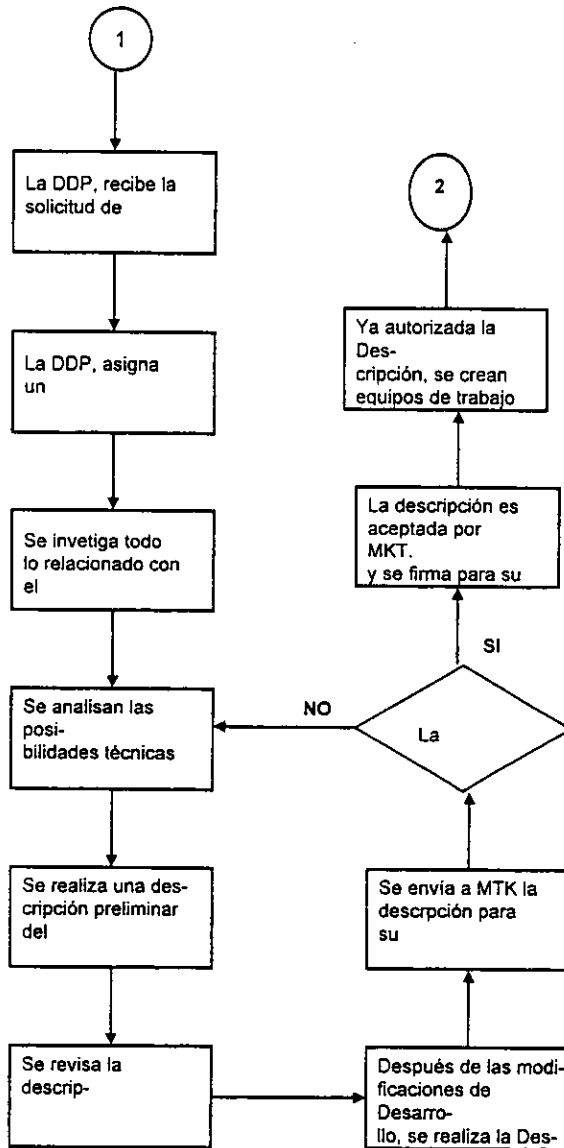 1
La DDP, recibe la
solicitud de
La DDP, asigna
un
Se invetiga todo
lo relacionado con
el
Se analisan las
posi-
bilidades técnicas
Se realiza una des-
cripción preliminar
del
Se revisa la
descrip-
Después de las modi-
ficaciones de
Desarro-
llo, se realiza la Des-
Se envía a MTK la
descrpción para
su
La
NO
SI
La descripción es
aceptada por
MKT.
y se firma para su
Ya autorizada la
Des-
cripción, se crean
equipos de trabajo
2